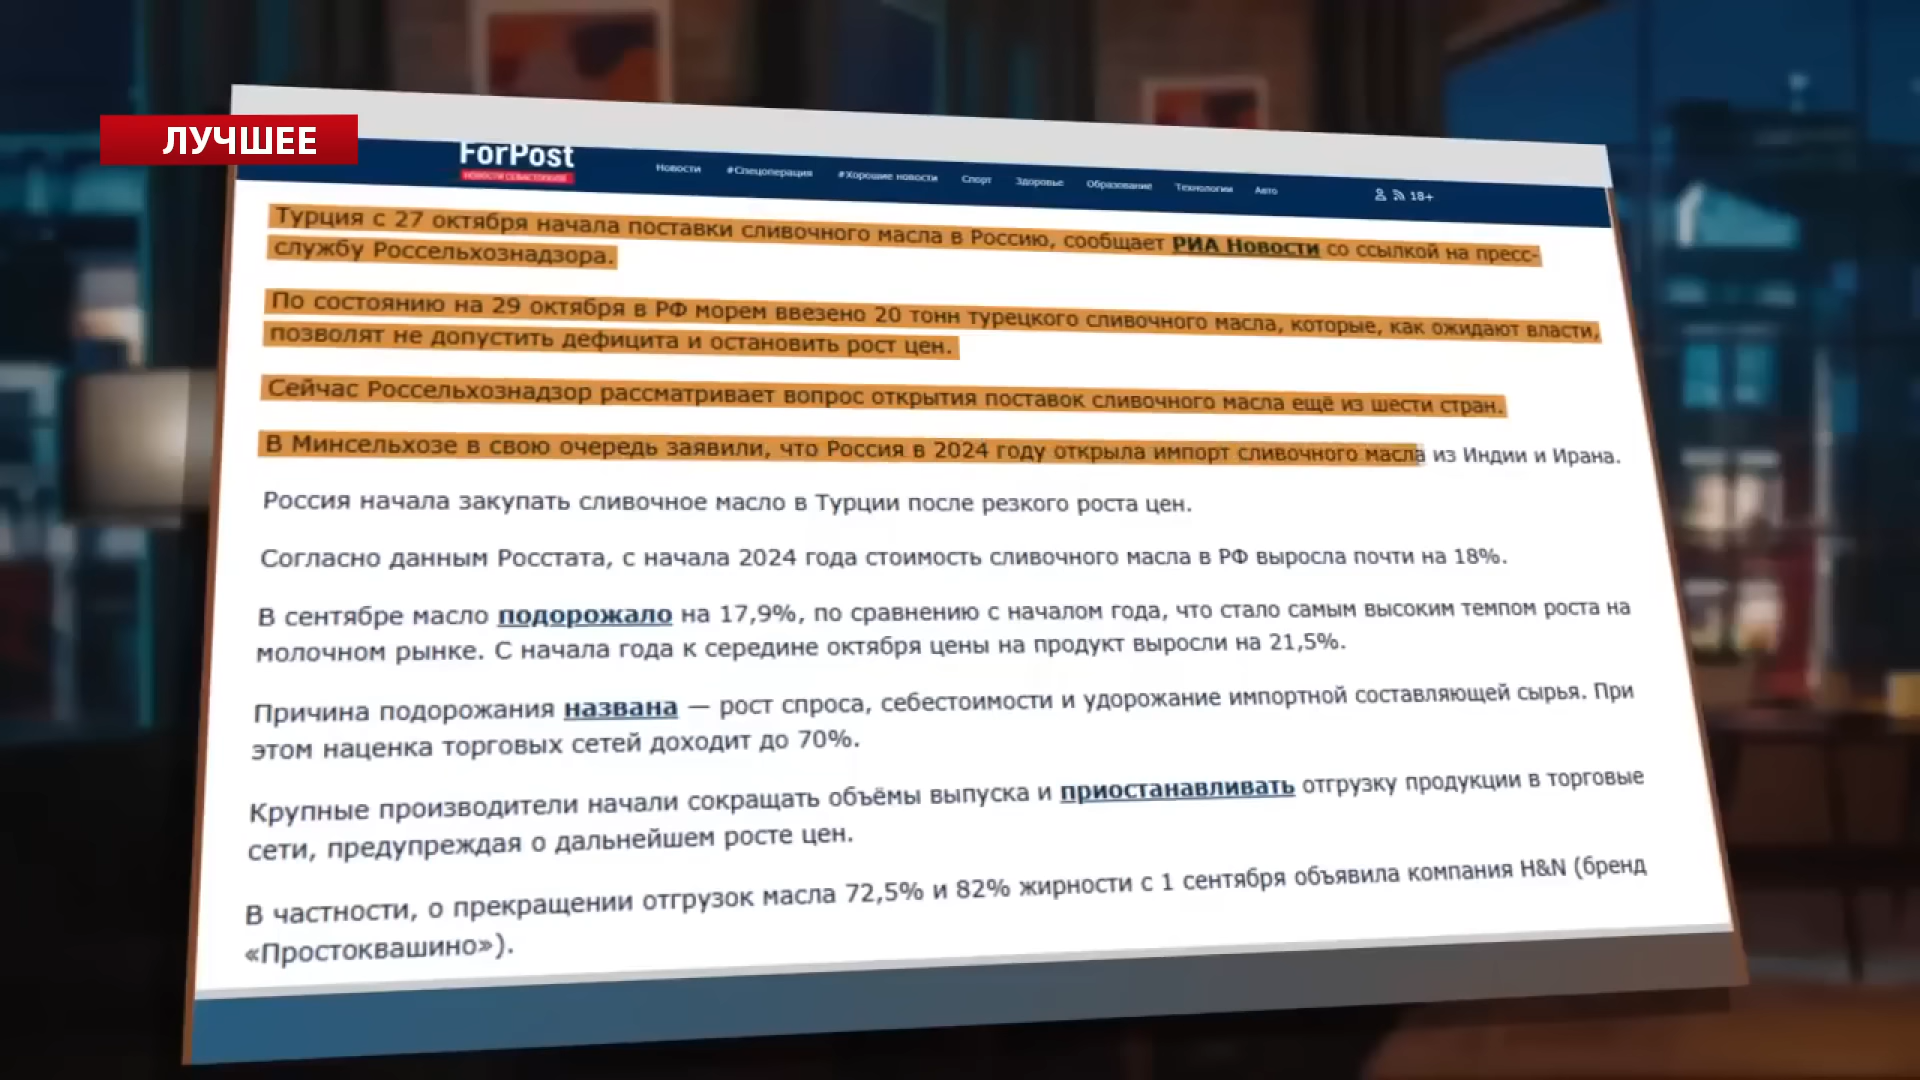 ЛУЧШЕЕ
ForPost
НОВОСТИ СЕВАСТОПОЛЯ
Новости #Спецоперация #Хорошие новости Спорт Здоровье Образование Технологии Авто 18+
Турция с 27 октября начала поставки сливочного масла в Россию, сообщает РИА Новости со ссылкой на пресс-
службу Россельхознадзора.
По состоянию на 29 октября в РФ морем ввезено 20 тонн турецкого сливочного масла, которые, как ожидают власти,
позволят не допустить дефицита и остановить рост цен.
Сейчас Россельхознадзор рассматривает вопрос открытия поставок сливочного масла ещё из шести стран.
В Минсельхозе в свою очередь заявили, что Россия в 2024 году открыла импорт сливочного масла из Индии и Ирана.
Россия начала закупать сливочное масло в Турции после резкого роста цен.
Согласно данным Росстата, с начала 2024 года стоимость сливочного масла в РФ выросла почти на 18%.
В сентябре масло подорожало на 17,9%, по сравнению с началом года, что стало самым высоким темпом роста на
молочном рынке. С начала года к середине октября цены на продукт выросли на 21,5%.
Причина подорожания названа — рост спроса, себестоимости и удорожание импортной составляющей сырья. При
этом наценка торговых сетей доходит до 70%.
Крупные производители начали сокращать объёмы выпуска и приостанавливать отгрузку продукции в торговые
сети, предупреждая о дальнейшем росте цен.
В частности, о прекращении отгрузок масла 72,5% и 82% жирности с 1 сентября объявила компания H&N (бренд
«Простоквашино»).